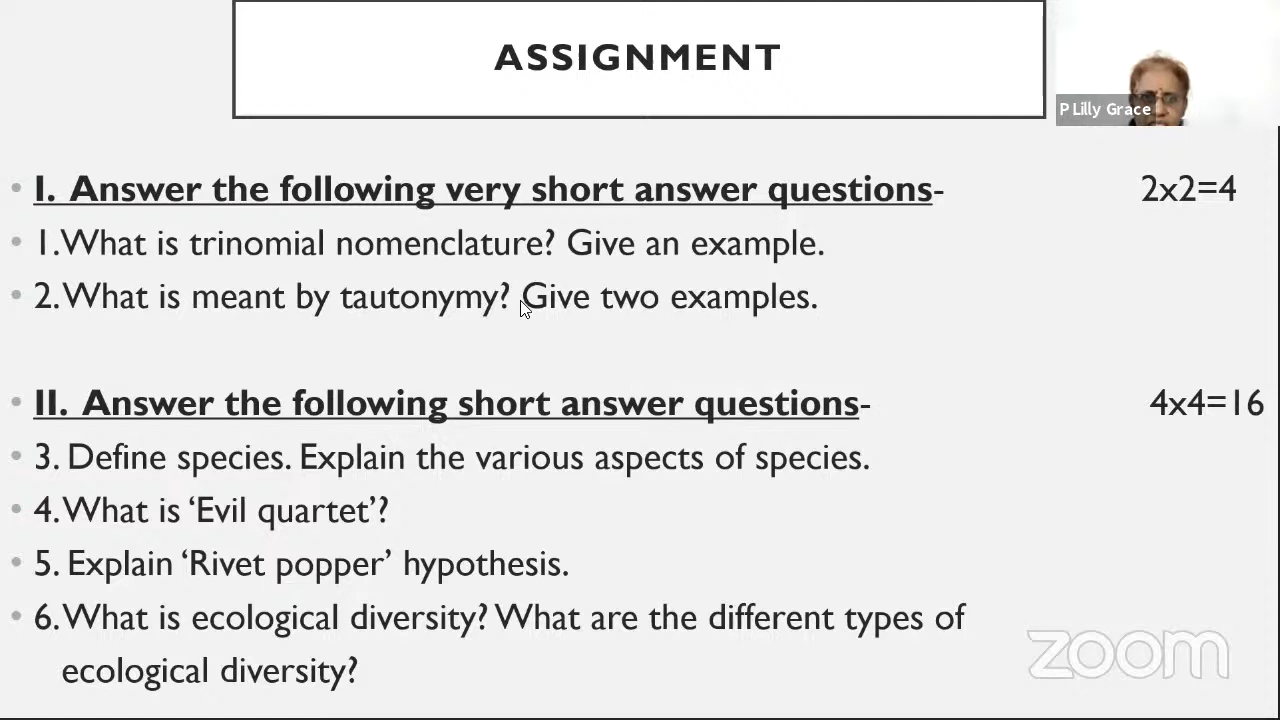 ASSIGNMENT
P Lilly Grace
• I. Answer the following very short answer questions- 2x2=4
• 1. What is trinomial nomenclature? Give an example.
• 2. What is meant by tautonymy? Give two examples.
• II. Answer the following short answer questions- 4x4=16
• 3. Define species. Explain the various aspects of species.
• 4. What is ‘Evil quartet’?
• 5. Explain ‘Rivet popper’ hypothesis.
• 6. What is ecological diversity? What are the different types of
ecological diversity?
zoom